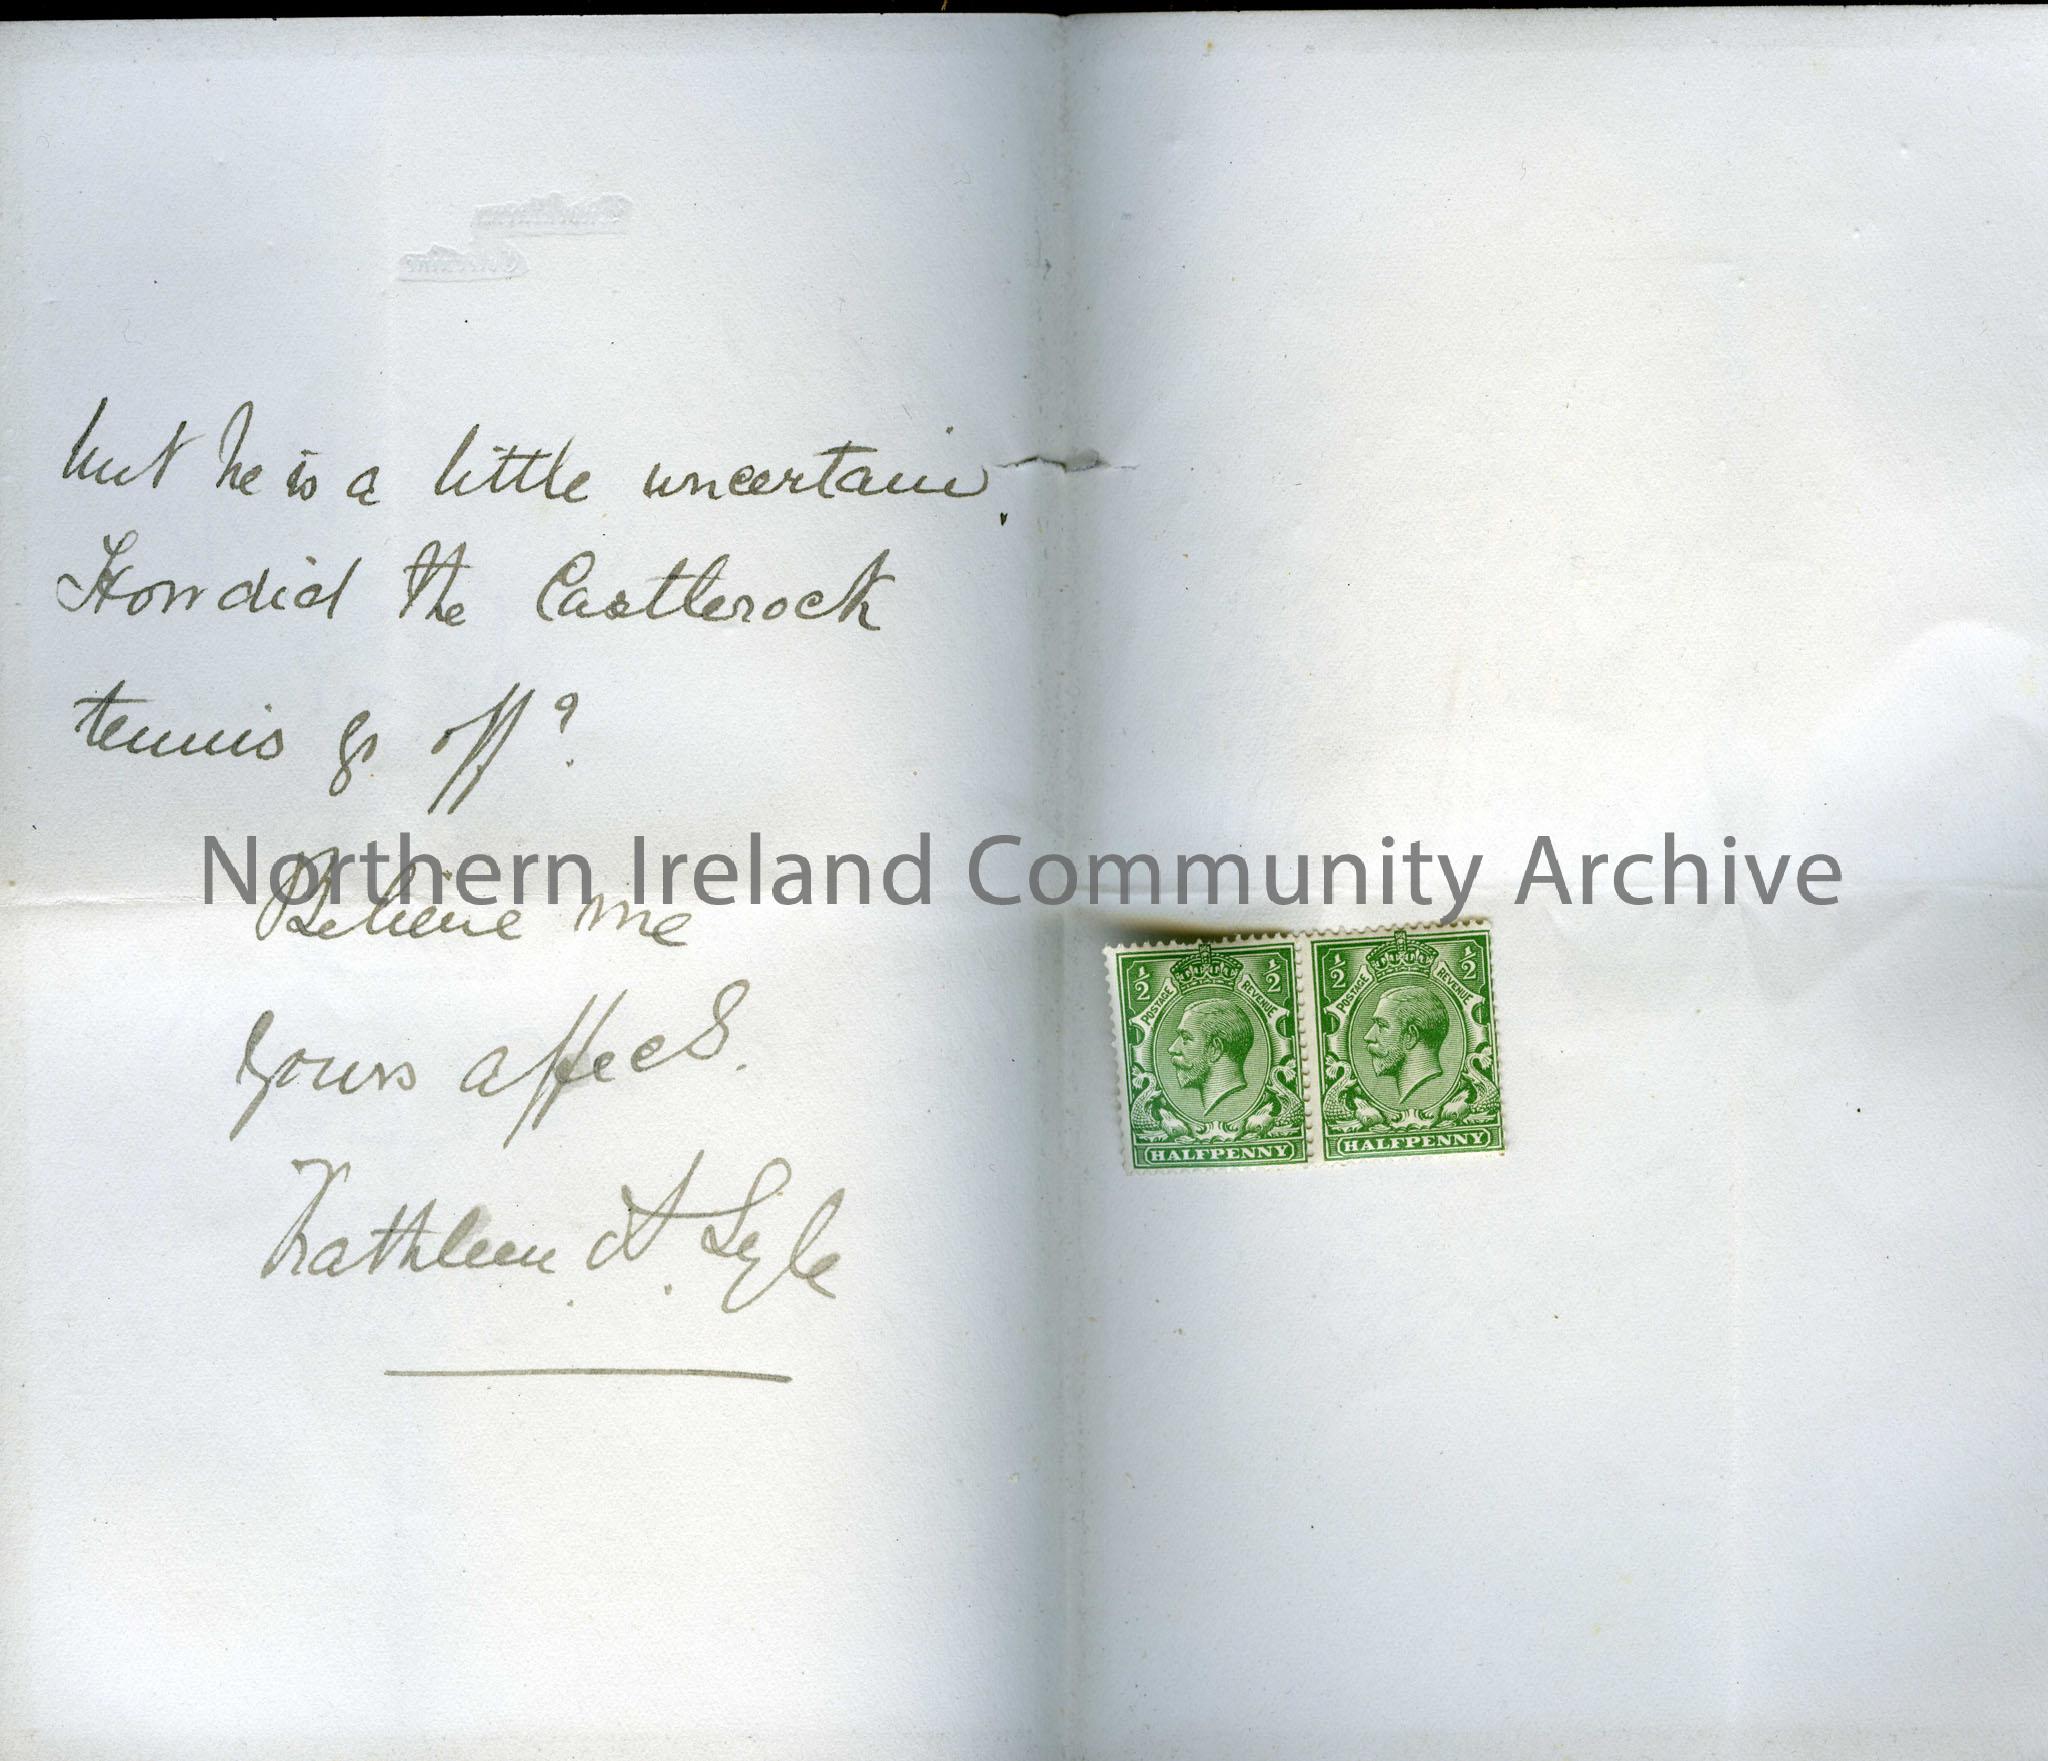 but he is a little uncertain.
How did the Castlerock
tennis go off?
Northern Ireland Community Archive
Believe me
Yours affect.
Kathleen A. Lyle
1/2 1/2
POSTAGE REVENUE
HALFPENNY
1/2 1/2
POSTAGE REVENUE
HALFPENNY